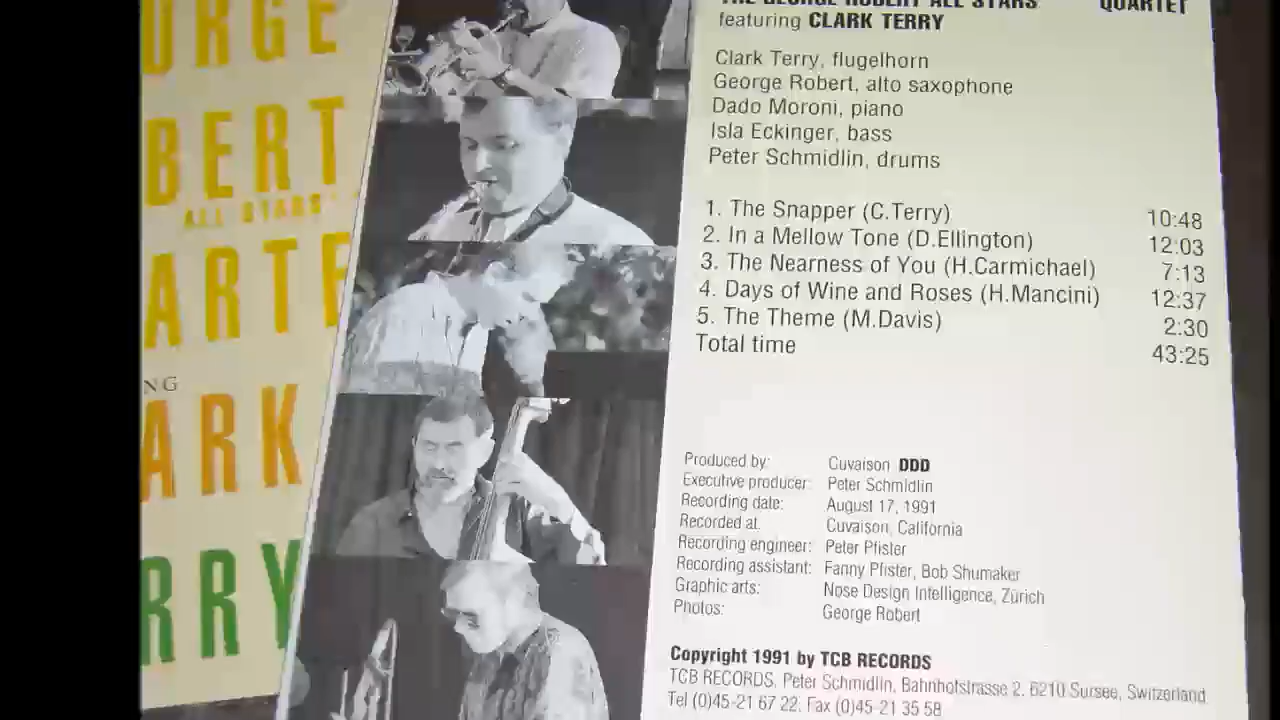 ORGE
BERT
ALL STARS
ARTE
NG
ARK
RRY
THE GEORGE ROBERT ALL STARS QUARTET
featuring CLARK TERRY
Clark Terry, flugelhorn
George Robert, alto saxophone
Dado Moroni, piano
Isla Eckinger, bass
Peter Schmidlin, drums
1. The Snapper (C.Terry) 10:48
2. In a Mellow Tone (D.Ellington) 12:03
3. The Nearness of You (H.Carmichael) 7:13
4. Days of Wine and Roses (H.Mancini) 12:37
5. The Theme (M.Davis) 2:30
Total time 43:25
Produced by: Cuvaison DDD
Executive producer: Peter Schmidlin
Recording date: August 17, 1991
Recorded at: Cuvaison, California
Recording engineer: Peter Pfister
Recording assistant: Fanny Pfister, Bob Shumaker
Graphic arts: Nose Design Intelligence, Zürich
Photos: George Robert
Copyright 1991 by TCB RECORDS
TCB RECORDS, Peter Schmidlin, Bahnhofstrasse 2, 6210 Sursee, Switzerland
Tel (0)45-21 67 22, Fax (0)45-21 35 58